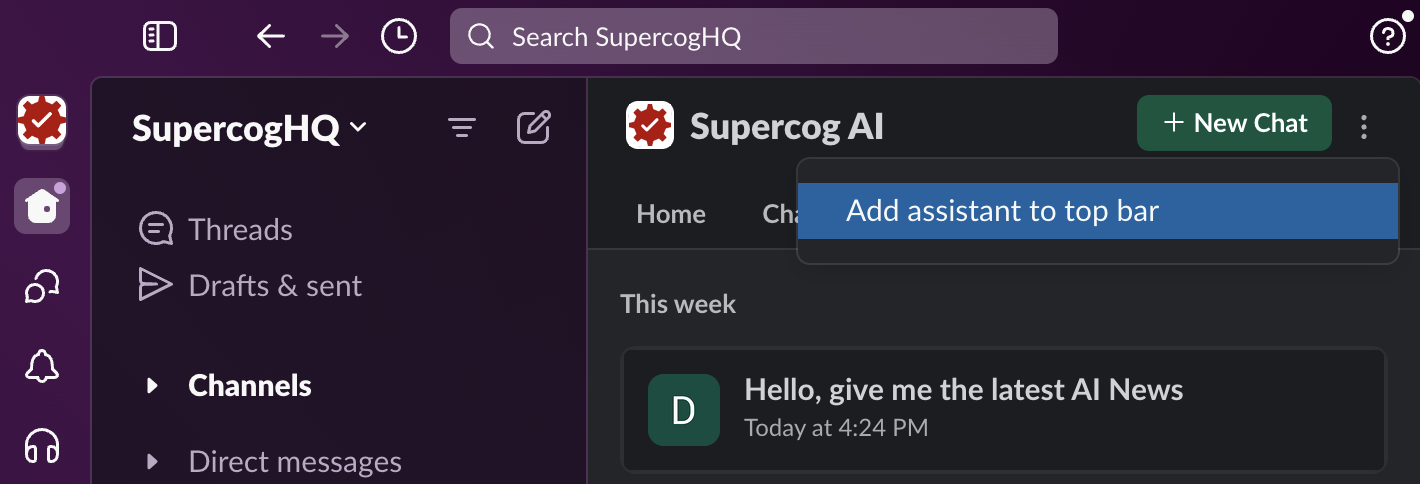 Search SupercogHQ
SupercogHQ
Threads
Drafts & sent
Channels
Direct messages
Supercog AI
+ New Chat
Home
Cha
Add assistant to top bar
This week
D
Hello, give me the latest AI News
Today at 4:24 PM